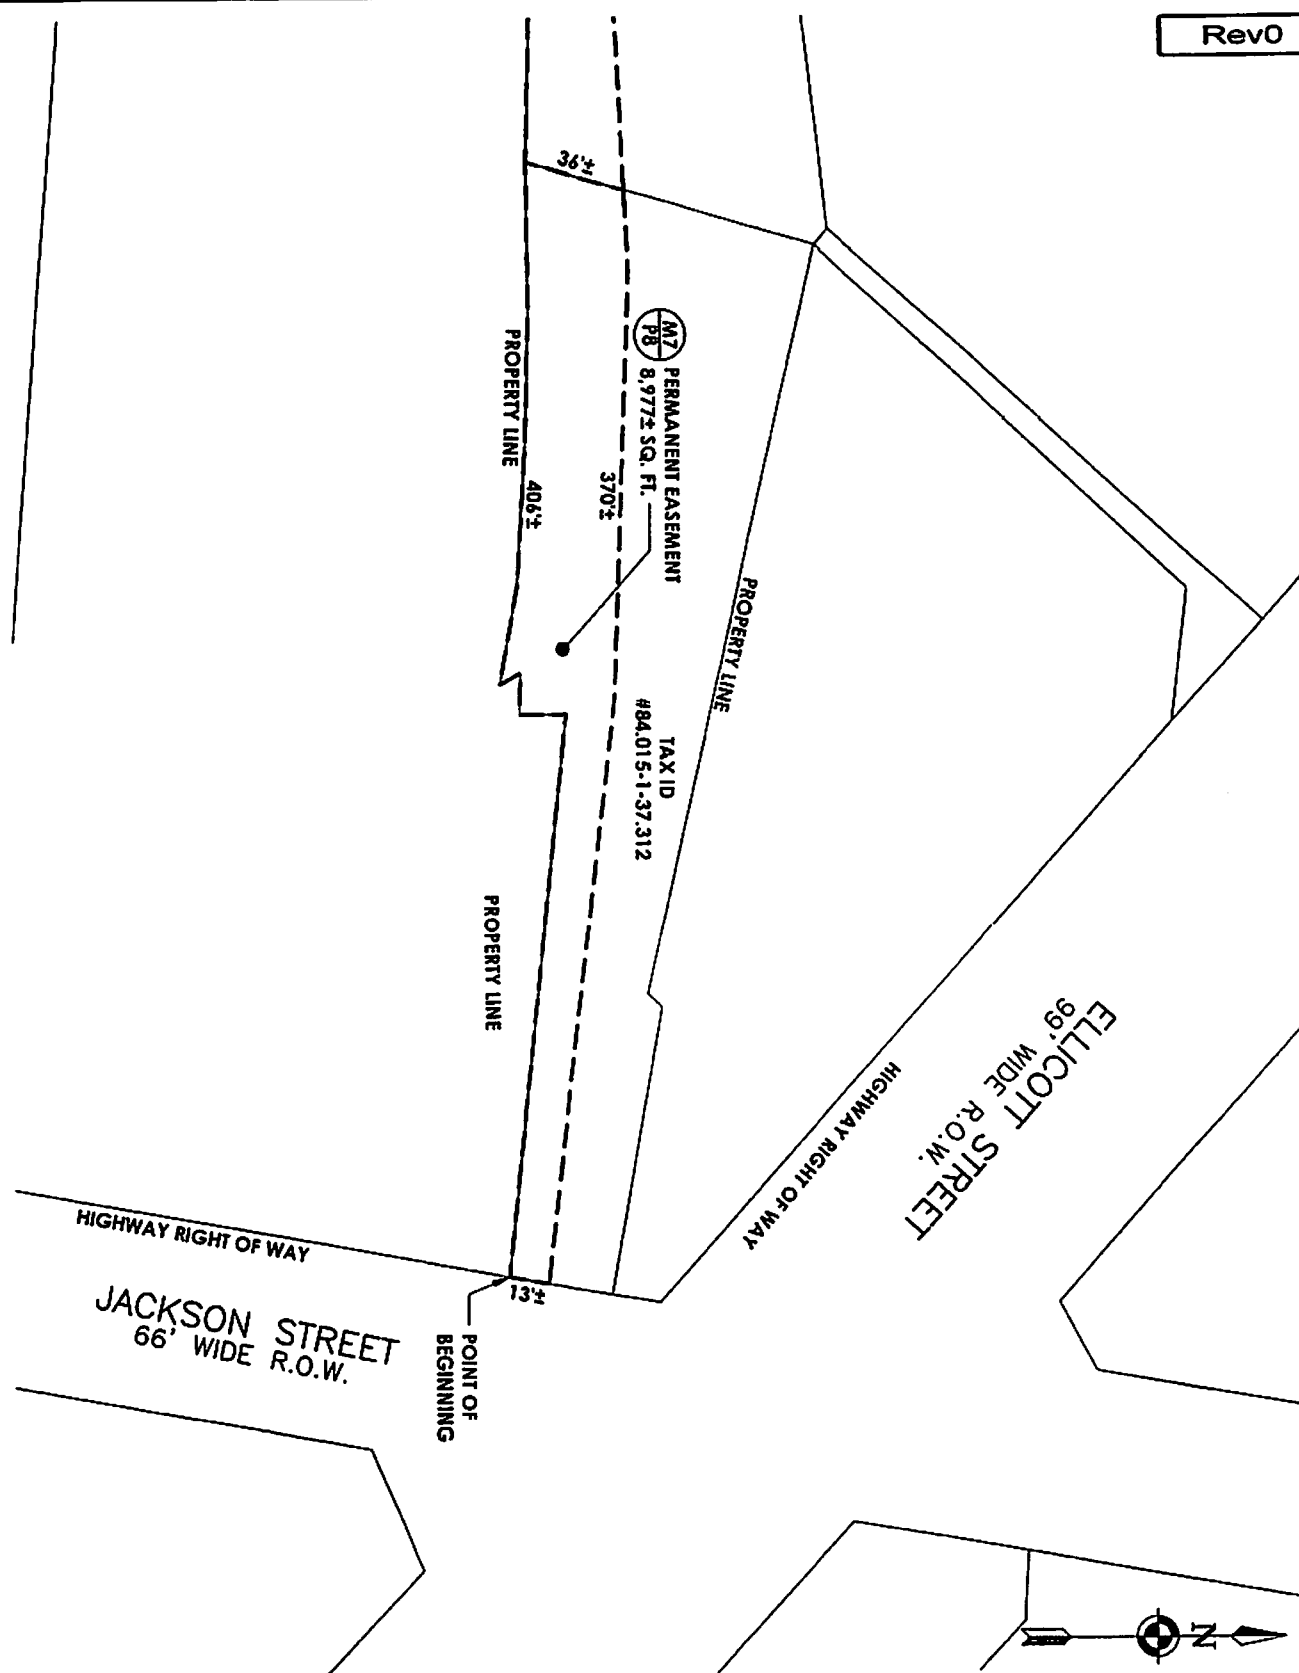 Rev0
36'±
M7
P8
PERMANENT EASEMENT
8,977± SQ. FT.
PROPERTY LINE
406'±
370'±
PROPERTY LINE
TAX ID
#84.015-1-37.312
PROPERTY LINE
ELLICOTT STREET
99' WIDE R.O.W.
HIGHWAY RIGHT OF WAY
HIGHWAY RIGHT OF WAY
JACKSON STREET
66' WIDE R.O.W.
13'±
POINT OF
BEGINNING
N